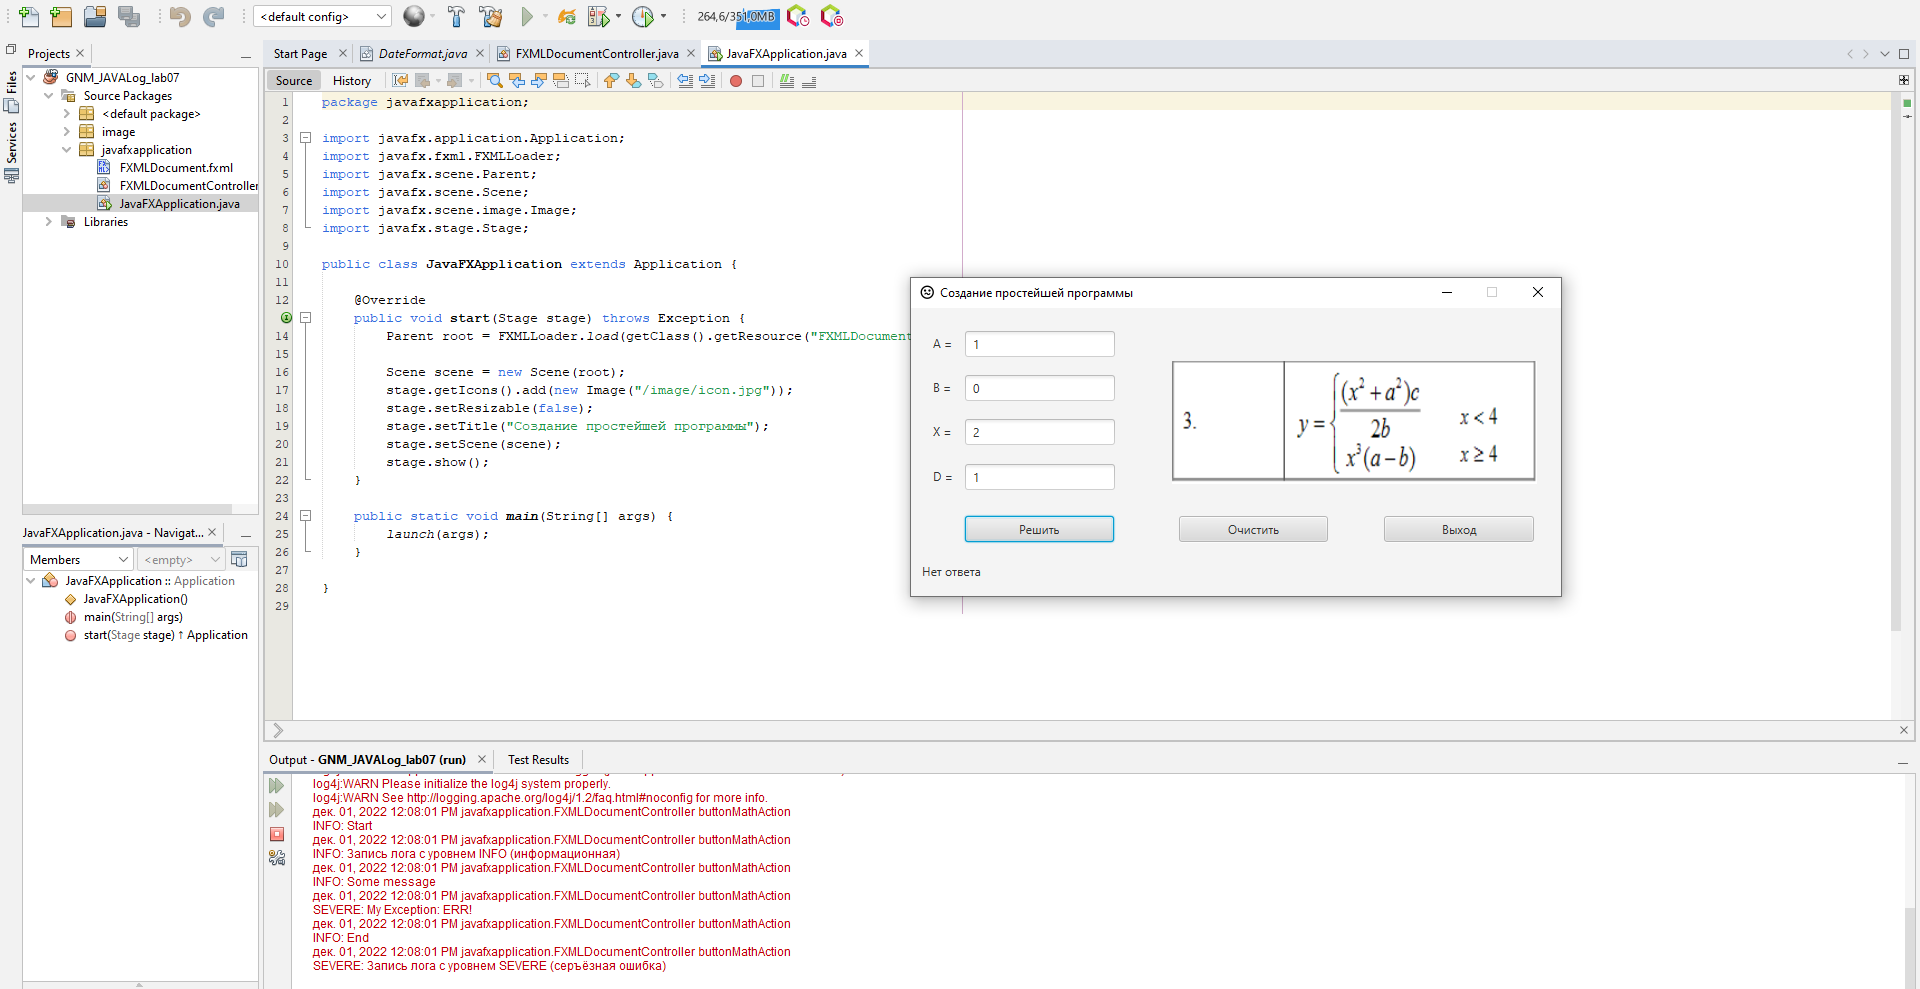 <default config>
264,6/351,0MB
Files
Services
Projects
GNM_JAVALog_lab07
Source Packages
<default package>
image
javafxapplication
FXMLDocument.fxml
FXMLDocumentController
JavaFXApplication.java
Libraries
Start Page
DateFormat.java
FXMLDocumentController.java
JavaFXApplication.java
Source
History
1 package javafxapplication;
2
3 import javafx.application.Application;
4 import javafx.fxml.FXMLLoader;
5 import javafx.scene.Parent;
6 import javafx.scene.Scene;
7 import javafx.scene.image.Image;
8 import javafx.stage.Stage;
9
10 public class JavaFXApplication extends Application {
11
12 @Override
public void start(Stage stage) throws Exception {
14 Parent root = FXMLLoader.load(getClass().getResource("FXMLDocument
15
16 Scene scene = new Scene(root);
17 stage.getIcons().add(new Image("/image/icon.jpg"));
18 stage.setResizable(false);
19 stage.setTitle("Создание простейшей программы");
20 stage.setScene(scene);
21 stage.show();
22 }
23
24 public static void main(String[] args) {
25 launch(args);
26 }
27
28 }
29
Создание простейшей программы
A = 1
B = 0
X = 2
D = 1
3.
y = { (x² + a²)c / 2b x < 4
x³(a − b) x ≥ 4
Решить
Очистить
Выход
Нет ответа
JavaFXApplication.java - Navigat...
Members
<empty>
JavaFXApplication :: Application
JavaFXApplication()
main(String[] args)
start(Stage stage) ↑ Application
Output - GNM_JAVALog_lab07 (run)
Test Results
log4j:WARN Please initialize the log4j system properly.
log4j:WARN See http://logging.apache.org/log4j/1.2/faq.html#noconfig for more info.
дек. 01, 2022 12:08:01 PM javafxapplication.FXMLDocumentController buttonMathAction
INFO: Start
дек. 01, 2022 12:08:01 PM javafxapplication.FXMLDocumentController buttonMathAction
INFO: Запись лога с уровнем INFO (информационная)
дек. 01, 2022 12:08:01 PM javafxapplication.FXMLDocumentController buttonMathAction
INFO: Some message
дек. 01, 2022 12:08:01 PM javafxapplication.FXMLDocumentController buttonMathAction
SEVERE: My Exception: ERR!
дек. 01, 2022 12:08:01 PM javafxapplication.FXMLDocumentController buttonMathAction
INFO: End
дек. 01, 2022 12:08:01 PM javafxapplication.FXMLDocumentController buttonMathAction
SEVERE: Запись лога с уровнем SEVERE (серъёзная ошибка)